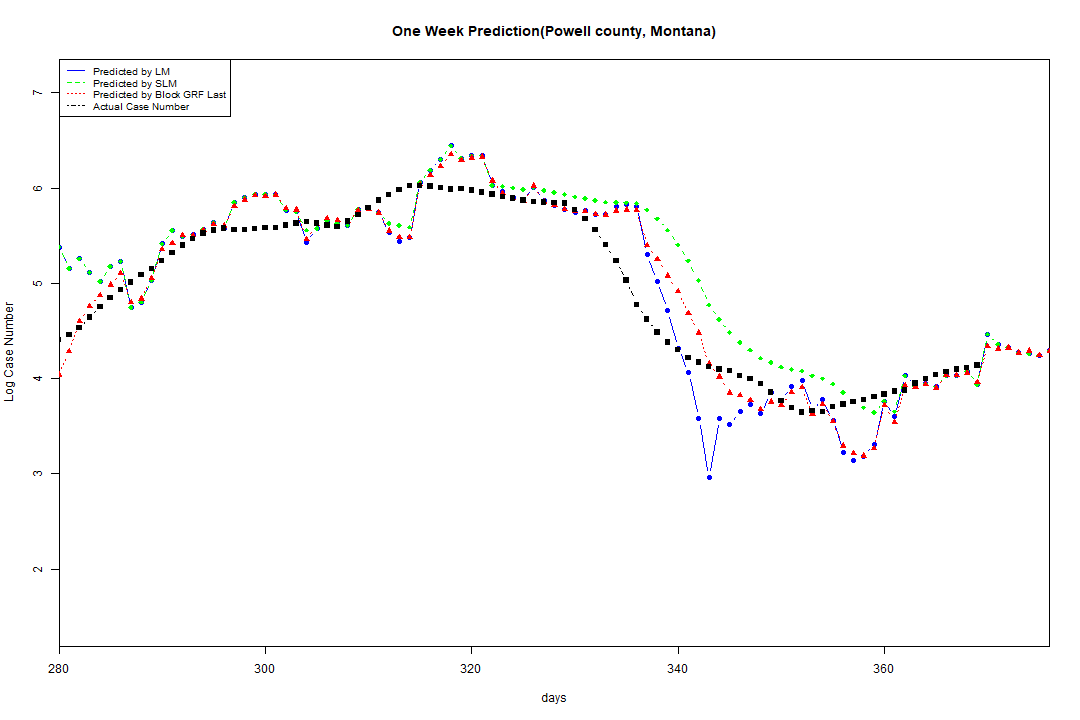 One Week Prediction(Powell county, Montana)
Predicted by LM
Predicted by SLM
Predicted by Block GRF Last
Actual Case Number
7
6
5
4
3
2
Log Case Number
280 300 320 340 360
days